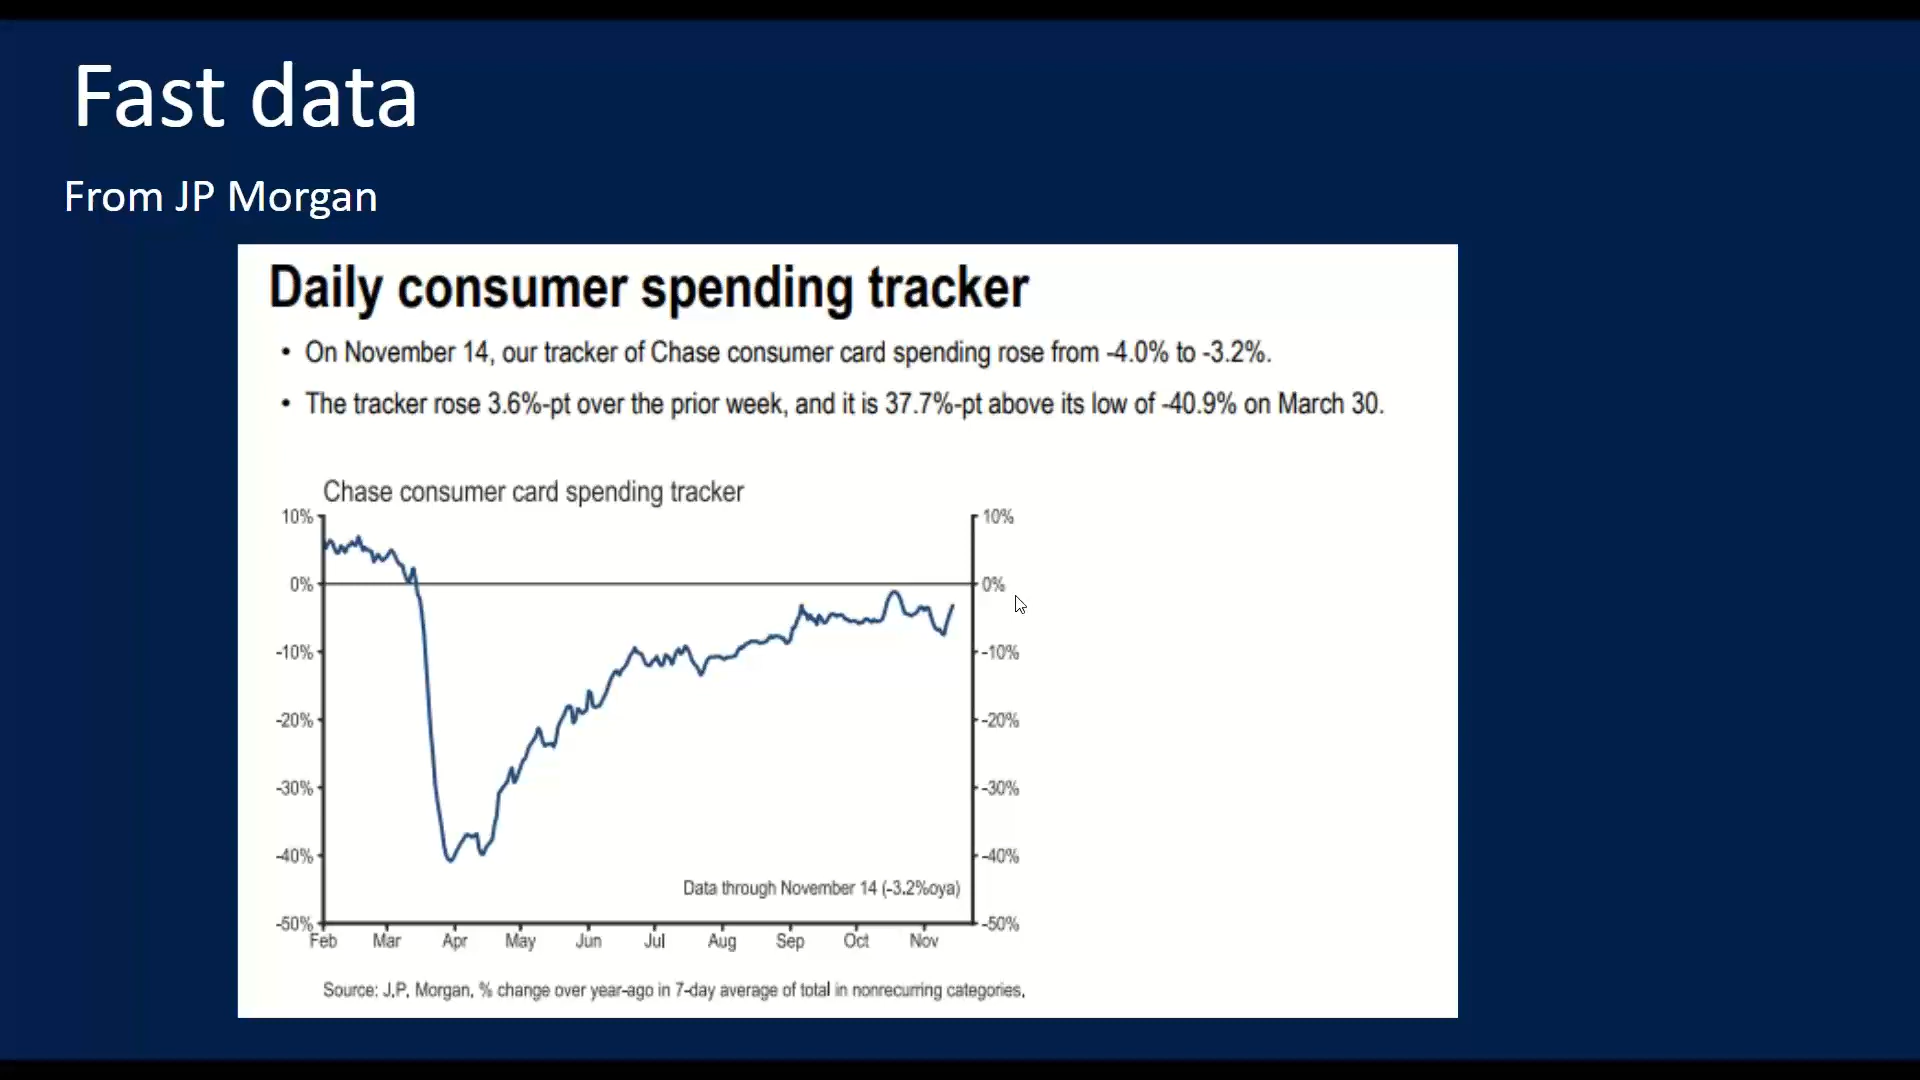 Fast data
From JP Morgan
Daily consumer spending tracker
• On November 14, our tracker of Chase consumer card spending rose from -4.0% to -3.2%.
• The tracker rose 3.6%-pt over the prior week, and it is 37.7%-pt above its low of -40.9% on March 30.
Chase consumer card spending tracker
10% 10%
0% 0%
-10% -10%
-20% -20%
-30% -30%
-40% -40%
Data through November 14 (-3.2%oya)
-50% -50%
Feb Mar Apr May Jun Jul Aug Sep Oct Nov
Source: J.P. Morgan, % change over year-ago in 7-day average of total in nonrecurring categories.